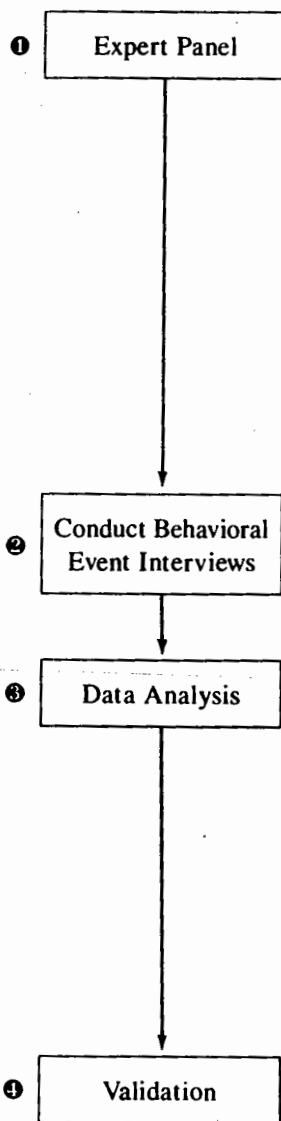 ❶ Expert Panel
❷ Conduct Behavioral
Event Interviews
❸ Data Analysis
❹ Validation